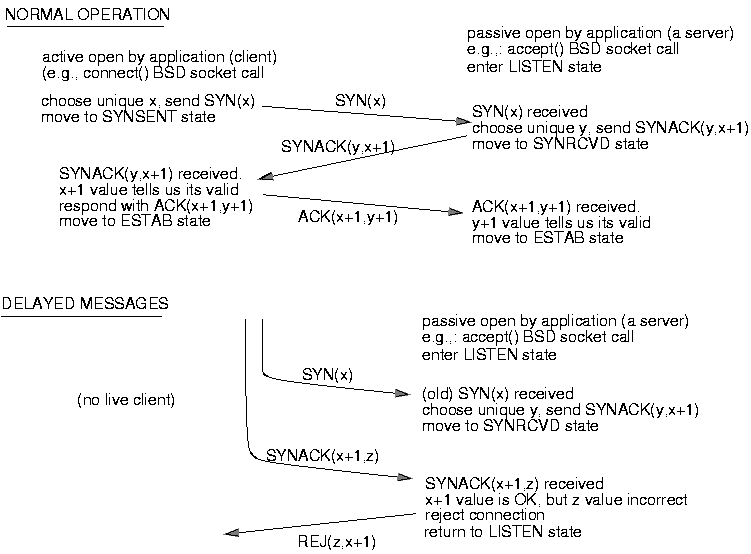 NORMAL OPERATION
passive open by application (a server)
e.g.,: accept() BSD socket call
enter LISTEN state
active open by application (client)
(e.g., connect() BSD socket call
choose unique x, send SYN(x)
move to SYNSENT state
SYN(x)
SYN(x) received
choose unique y, send SYNACK(y,x+1)
move to SYNRCVD state
SYNACK(y,x+1)
SYNACK(y,x+1) received.
x+1 value tells us its valid
respond with ACK(x+1,y+1)
move to ESTAB state
ACK(x+1,y+1)
ACK(x+1,y+1) received.
y+1 value tells us its valid
move to ESTAB state
DELAYED MESSAGES
passive open by application (a server)
e.g.,: accept() BSD socket call
enter LISTEN state
(no live client)
SYN(x)
(old) SYN(x) received
choose unique y, send SYNACK(y,x+1)
move to SYNRCVD state
SYNACK(x+1,z)
SYNACK(x+1,z) received
x+1 value is OK, but z value incorrect
reject connection
return to LISTEN state
REJ(z,x+1)